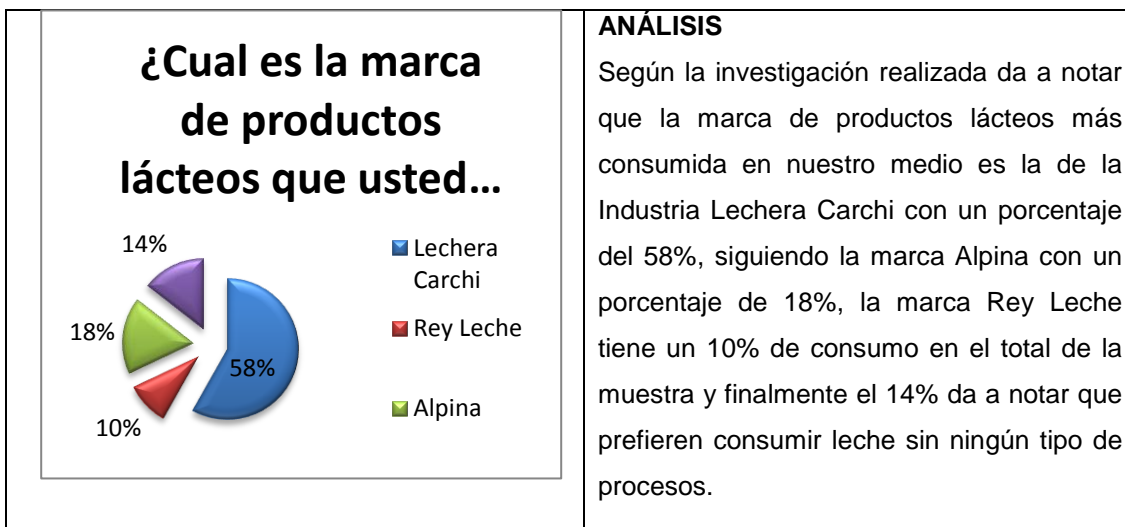 ¿Cual es la marca
de productos
lácteos que usted...
14%
18%
10%
58%
Lechera
Carchi
Rey Leche
Alpina
ANÁLISIS
Según la investigación realizada da a notar
que la marca de productos lácteos más
consumida en nuestro medio es la de la
Industria Lechera Carchi con un porcentaje
del 58%, siguiendo la marca Alpina con un
porcentaje de 18%, la marca Rey Leche
tiene un 10% de consumo en el total de la
muestra y finalmente el 14% da a notar que
prefieren consumir leche sin ningún tipo de
procesos.